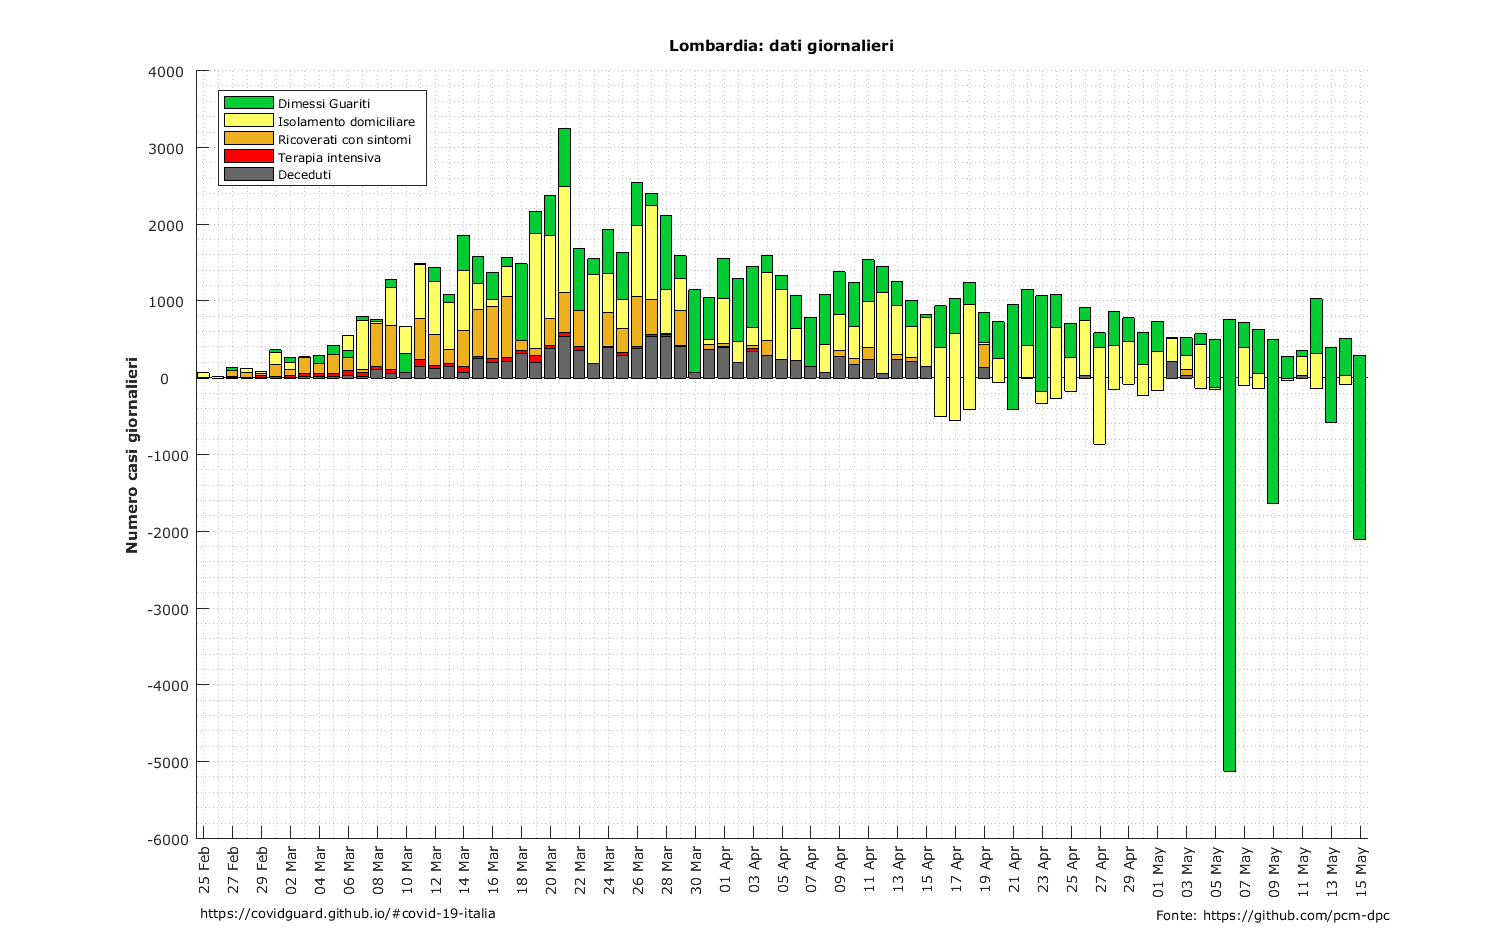 Lombardia: dati giornalieri
4000
3000
2000
1000
0
-1000
-2000
-3000
-4000
-5000
-6000
Numero casi giornalieri
Dimessi Guariti
Isolamento domiciliare
Ricoverati con sintomi
Terapia intensiva
Deceduti
25 Feb
27 Feb
29 Feb
02 Mar
04 Mar
06 Mar
08 Mar
10 Mar
12 Mar
14 Mar
16 Mar
18 Mar
20 Mar
22 Mar
24 Mar
26 Mar
28 Mar
30 Mar
01 Apr
03 Apr
05 Apr
07 Apr
09 Apr
11 Apr
13 Apr
15 Apr
17 Apr
19 Apr
21 Apr
23 Apr
25 Apr
27 Apr
29 Apr
01 May
03 May
05 May
07 May
09 May
11 May
13 May
15 May
https://covidguard.github.io/#covid-19-italia
Fonte: https://github.com/pcm-dpc